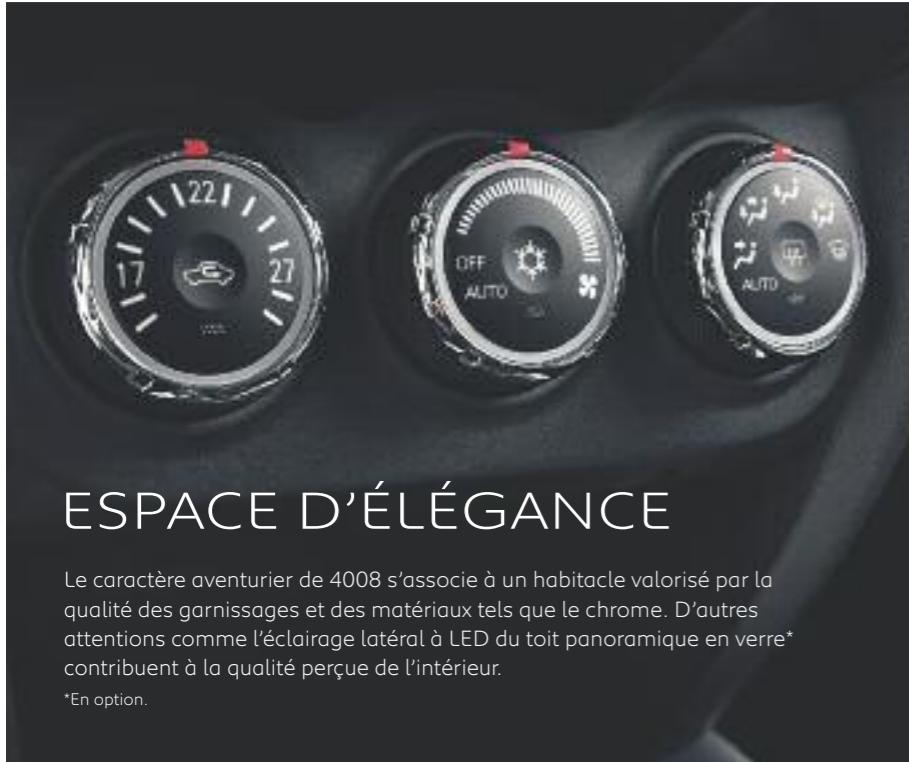 22
17
27
OFF
AUTO
AUTO
ESPACE D’ÉLÉGANCE
Le caractère aventurier de 4008 s’associe à un habitacle valorisé par la
qualité des garnissages et des matériaux tels que le chrome. D’autres
attentions comme l’éclairage latéral à LED du toit panoramique en verre*
contribuent à la qualité perçue de l’intérieur.
*En option.